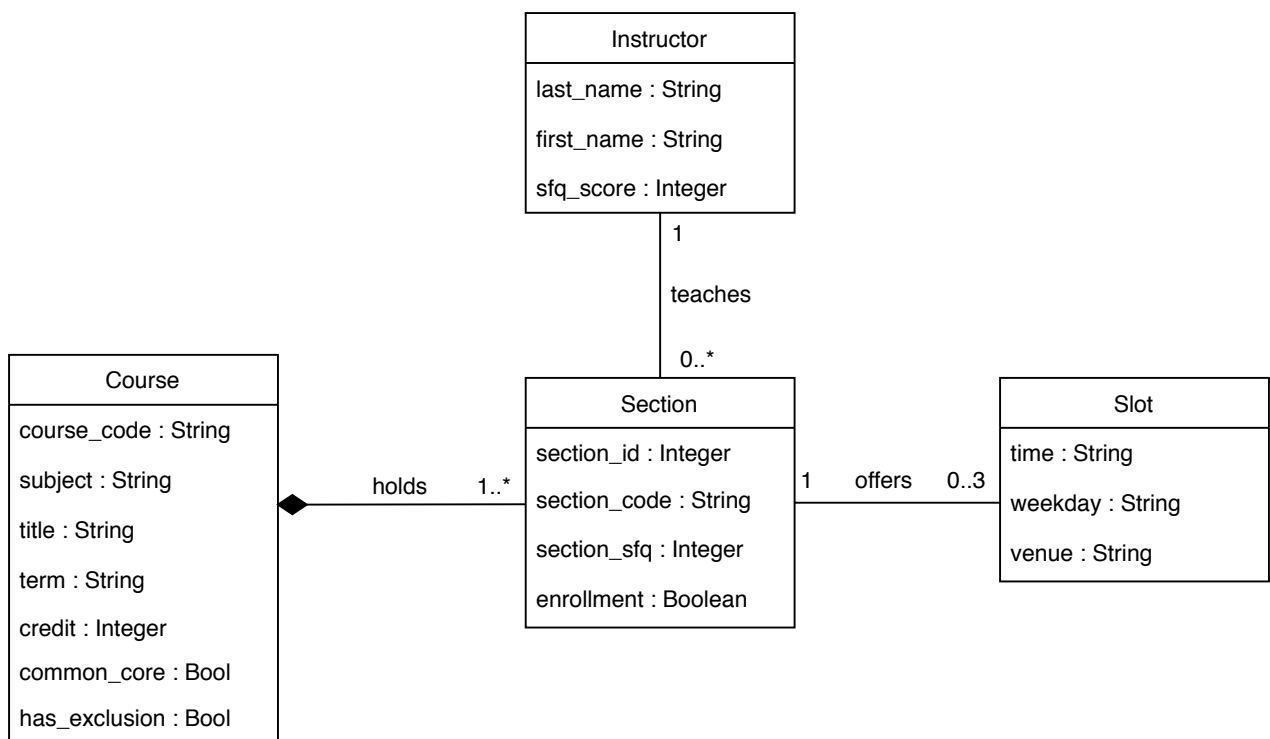 Instructor
last_name : String
first_name : String
sfq_score : Integer
1
teaches
0..*
Course
course_code : String
subject : String
title : String
term : String
credit : Integer
common_core : Bool
has_exclusion : Bool
holds
1..*
Section
section_id : Integer
section_code : String
section_sfq : Integer
enrollment : Boolean
1
offers
0..3
Slot
time : String
weekday : String
venue : String